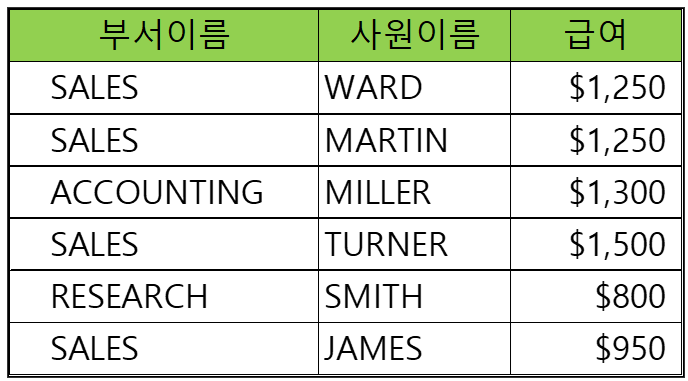 부서이름 사원이름 급여
SALES WARD $1,250
SALES MARTIN $1,250
ACCOUNTING MILLER $1,300
SALES TURNER $1,500
RESEARCH SMITH $800
SALES JAMES $950